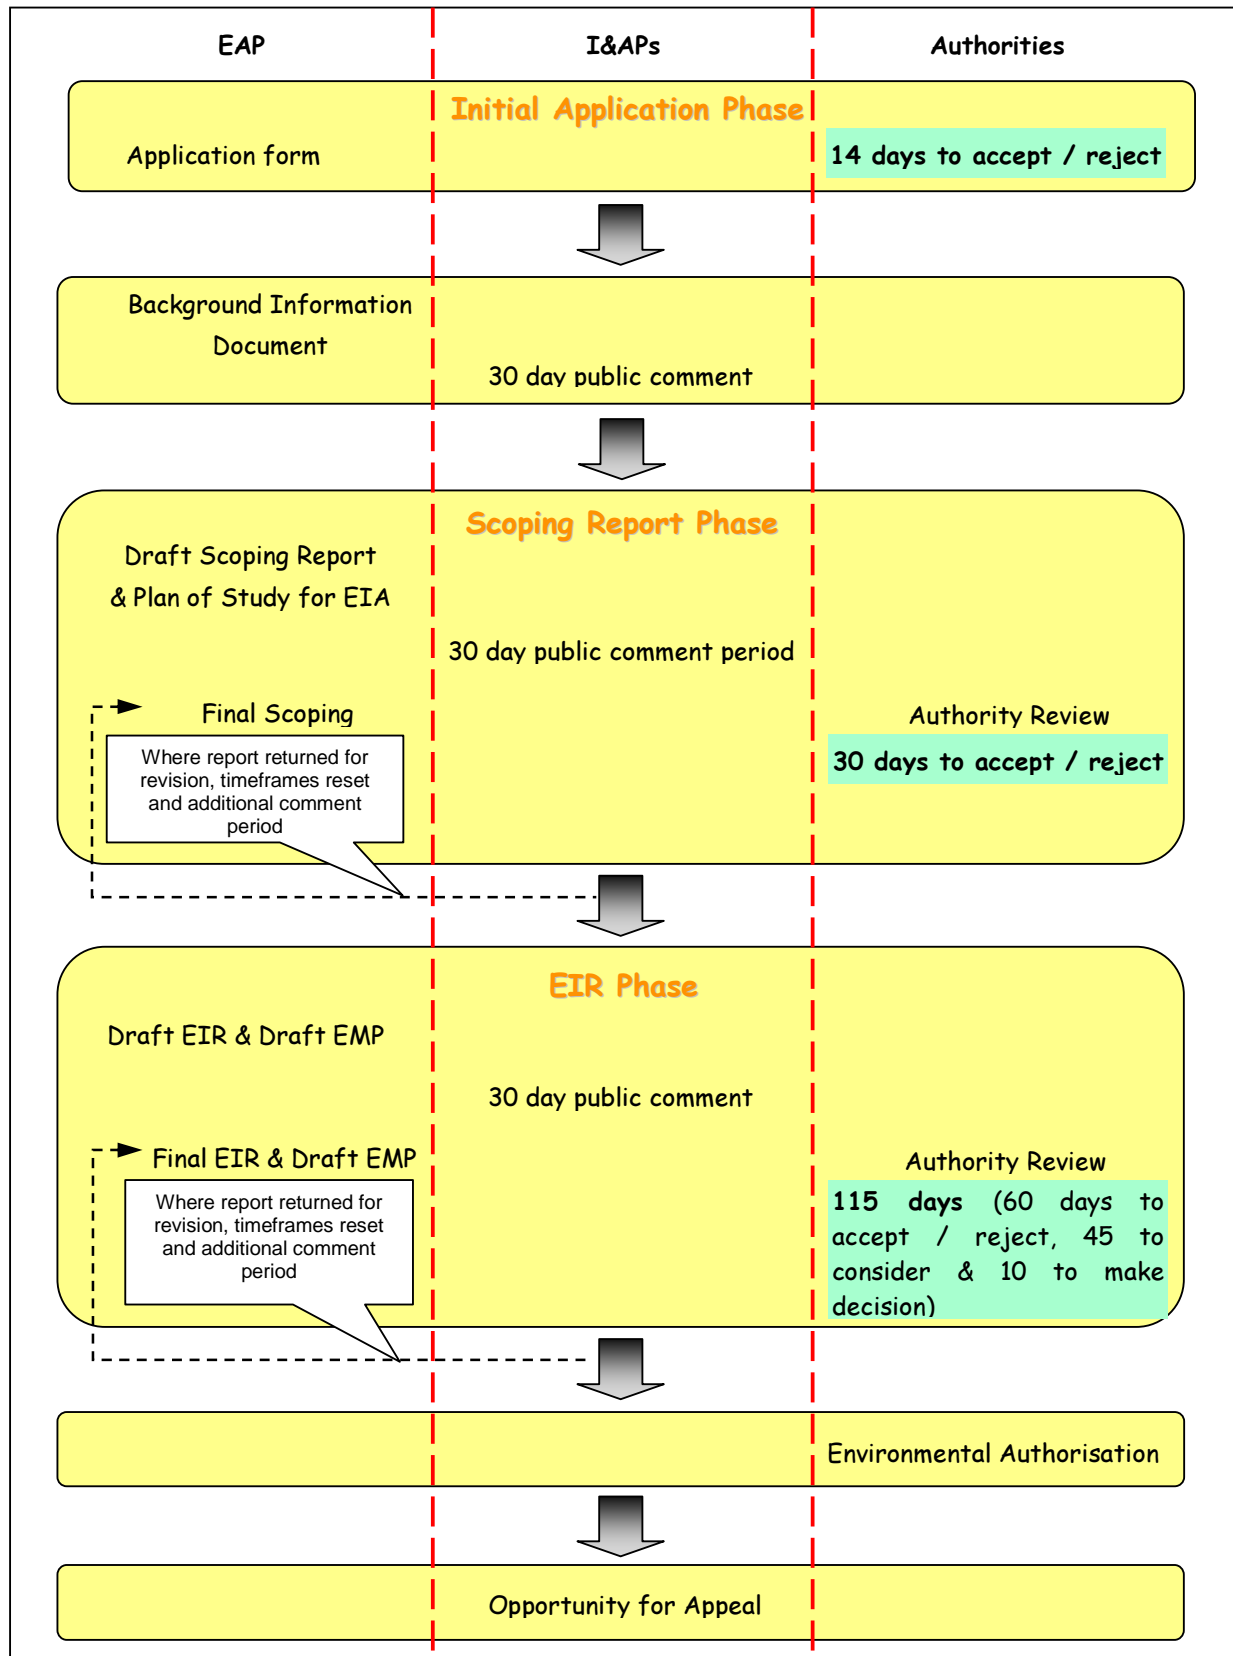 EAP I&APs Authorities
Initial Application Phase
Application form
14 days to accept / reject
Background Information
Document
30 day public comment
Scoping Report Phase
Draft Scoping Report
& Plan of Study for EIA
30 day public comment period
Final Scoping
Where report returned for
revision, timeframes reset
and additional comment
period
Authority Review
30 days to accept / reject
EIR Phase
Draft EIR & Draft EMP
30 day public comment
Final EIR & Draft EMP
Where report returned for
revision, timeframes reset
and additional comment
period
Authority Review
115 days (60 days to
accept / reject, 45 to
consider & 10 to make
decision)
Environmental Authorisation
Opportunity for Appeal